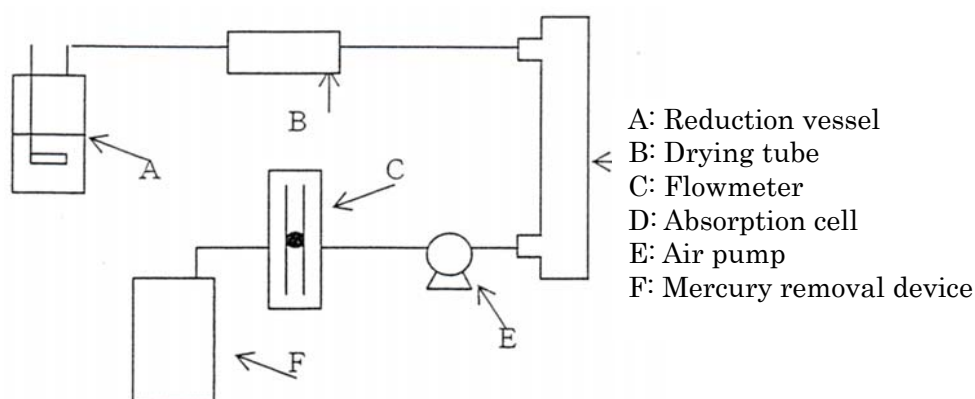 B
A
C
E
F
A: Reduction vessel
B: Drying tube
C: Flowmeter
D: Absorption cell
E: Air pump
F: Mercury removal device